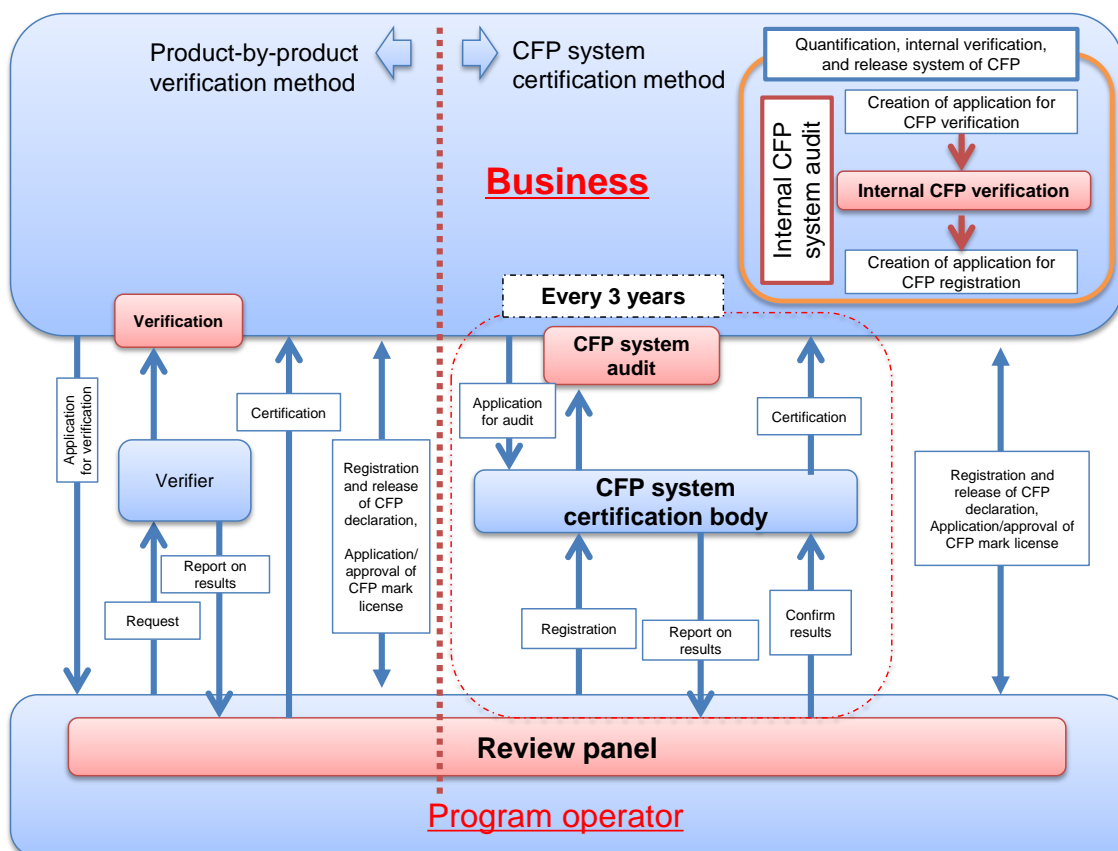 Product-by-product
verification method
CFP system
certification method
Quantification, internal verification,
and release system of CFP
Internal CFP
system audit
Creation of application for
CFP verification
Internal CFP verification
Creation of application for
CFP registration
Business
Every 3 years
Verification
CFP system
audit
Application
for verification
Certification
Application
for audit
Certification
Verifier
Registration
and release
of CFP
declaration,
Application/
approval of
CFP mark
license
CFP system
certification body
Registration and
release of CFP
declaration,
Application/approval of
CFP mark license
Report on
results
Request
Registration
Report on
results
Confirm
results
Review panel
Program operator